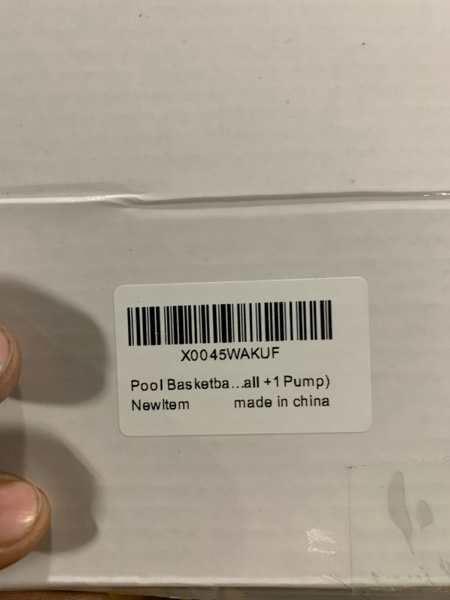 X0045WAKUF
Pool Basketba...all +1 Pump)
NewItem made in china